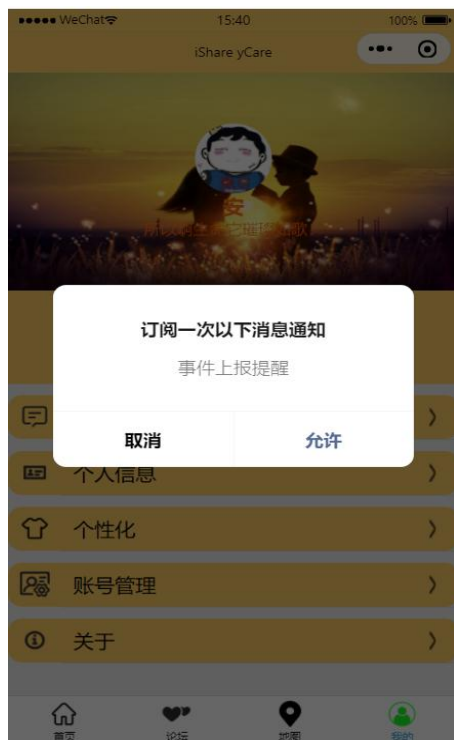 WeChat
15:40
100%
iShare yCare
安
订阅一次以下消息通知
事件上报提醒
取消
允许
个人信息
个性化
账号管理
关于
首页
论坛
地图
我的